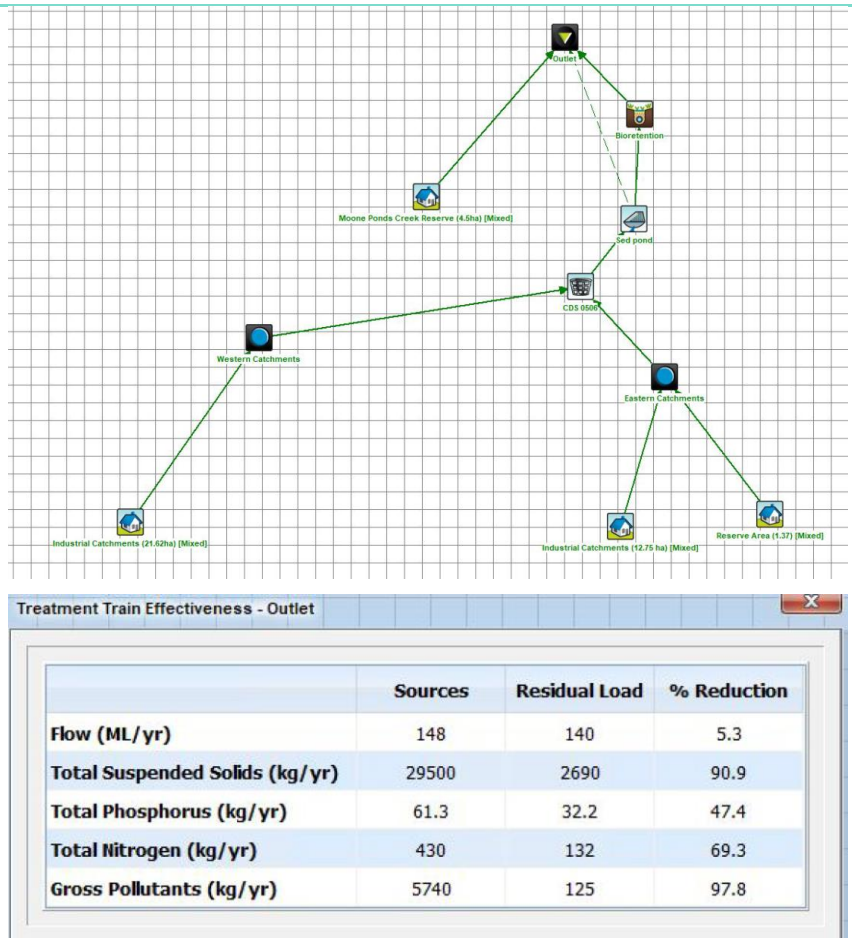 Outlet
Bioretention
Moone Ponds Creek Reserve (4.5ha) [Mixed]
Sed pond
CDS 0506
Western Catchments
Eastern Catchments
Industrial Catchments (21.62ha) [Mixed]
Industrial Catchments (12.75 ha) [Mixed]
Reserve Area (1.37) [Mixed]
Treatment Train Effectiveness - Outlet
Sources Residual Load % Reduction
Flow (ML/yr) 148 140 5.3
Total Suspended Solids (kg/yr) 29500 2690 90.9
Total Phosphorus (kg/yr) 61.3 32.2 47.4
Total Nitrogen (kg/yr) 430 132 69.3
Gross Pollutants (kg/yr) 5740 125 97.8